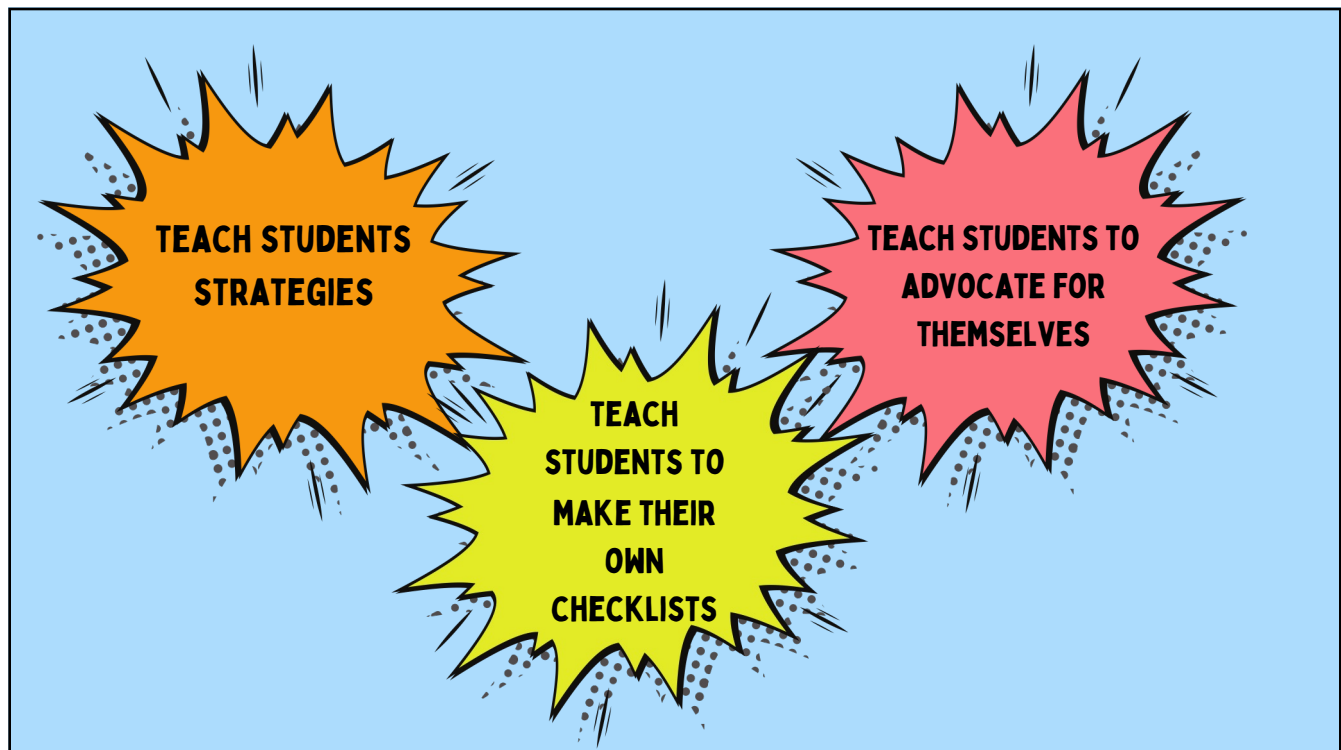 TEACH STUDENTS
STRATEGIES
TEACH STUDENTS TO
ADVOCATE FOR
THEMSELVES
TEACH
STUDENTS TO
MAKE THEIR
OWN
CHECKLISTS